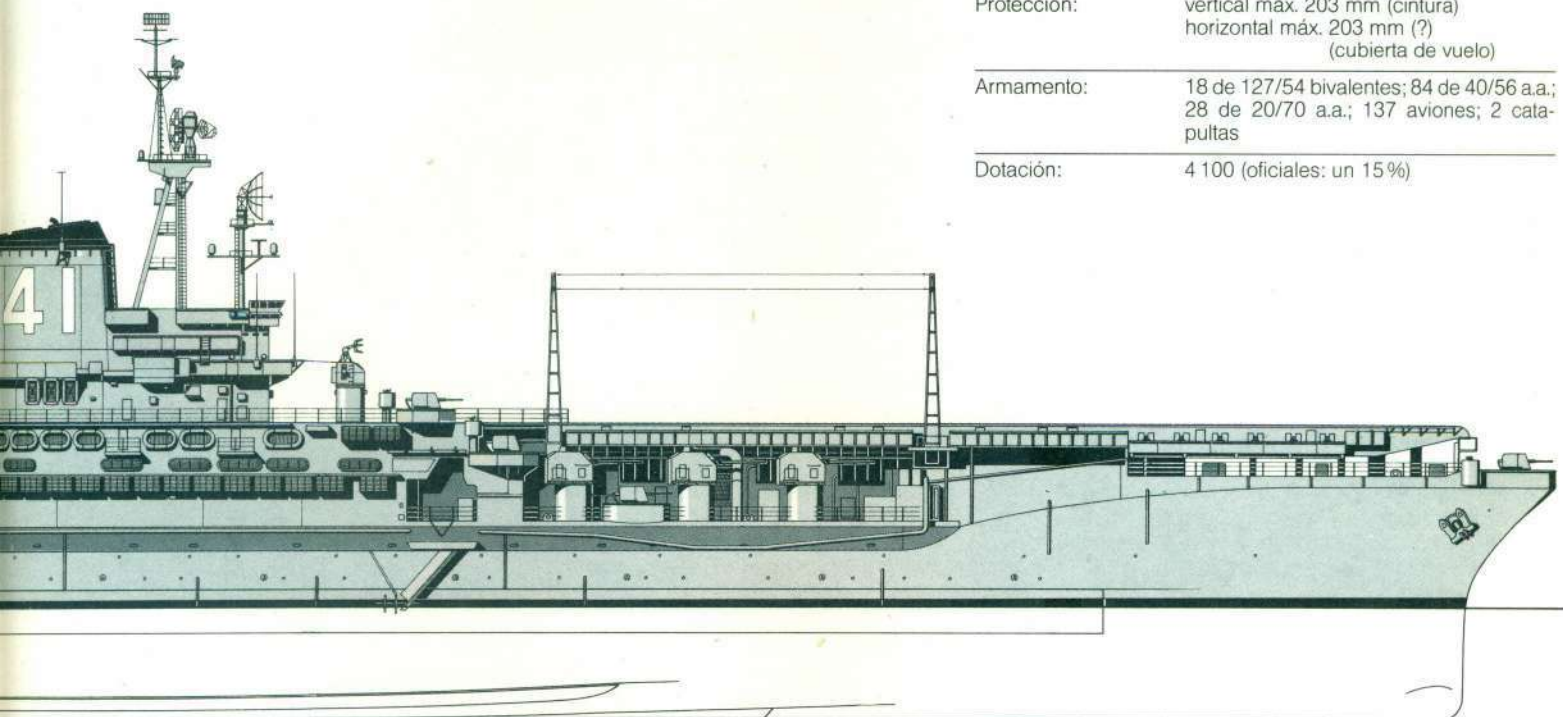 Protección: vertical máx. 203 mm (cintura)
horizontal máx. 203 mm (?)
(cubierta de vuelo)
Armamento: 18 de 127/54 bivalentes; 84 de 40/56 a.a.;
28 de 20/70 a.a.; 137 aviones; 2 cata-
pultas
Dotación: 4 100 (oficiales: un 15 %)
41